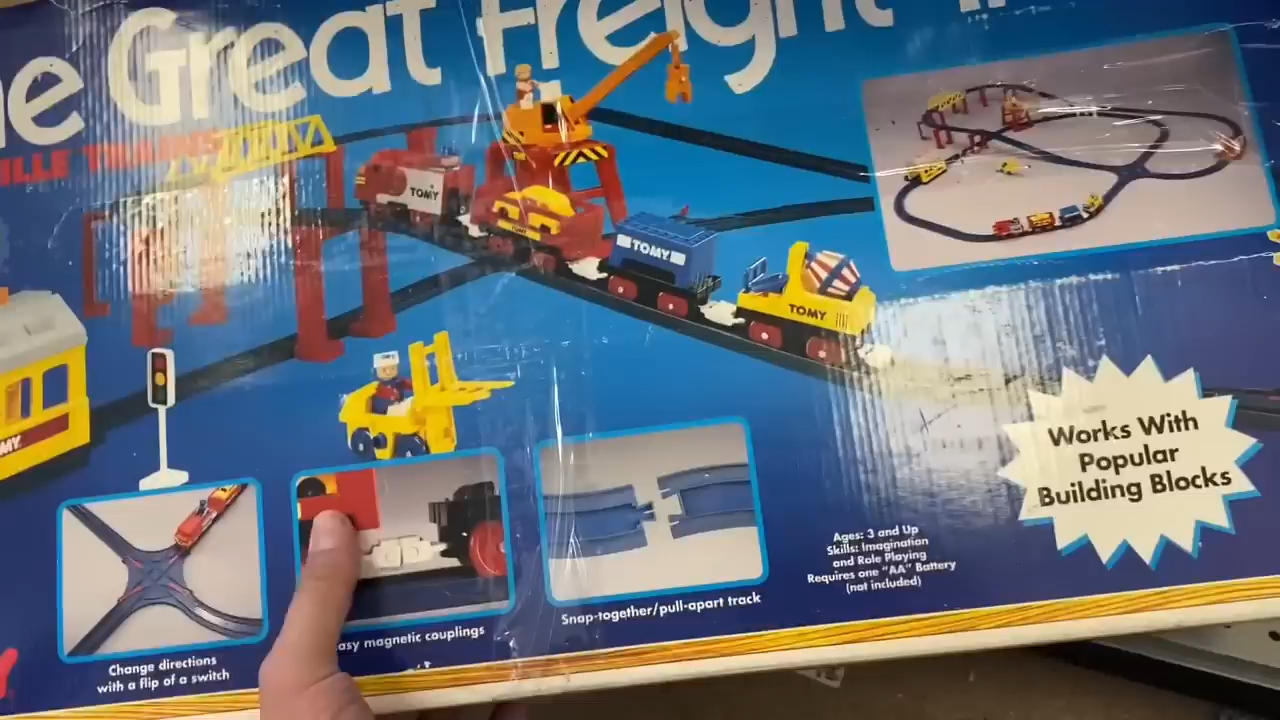 Great Freight
TRAINS
TOMY
TOMY
TOMY
TOMY
Works With
Popular
Building Blocks
Ages: 3 and Up
Skills: Imagination
and Role Playing
Requires one "AA" Battery
(not included)
Snap-together/pull-apart track
magnetic couplings
Change directions
with a flip of a switch